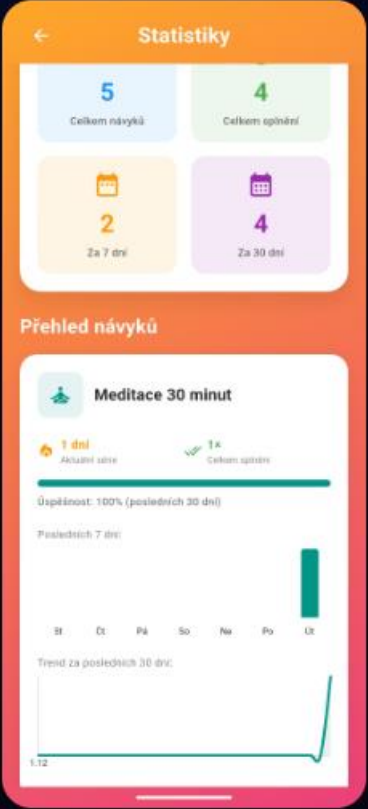 Statistiky
5
4
Celkem návyků
Celkem splnění
2
4
Za 7 dní
Za 30 dní
Přehled návyků
Meditace 30 minut
1 dní
1×
Aktuální série
Celkem splnění
Úspěšnost: 100% (posledních 30 dní)
Posledních 7 dní:
St Čt Pá So Ne Po Út
Trend za posledních 30 dní:
1.12